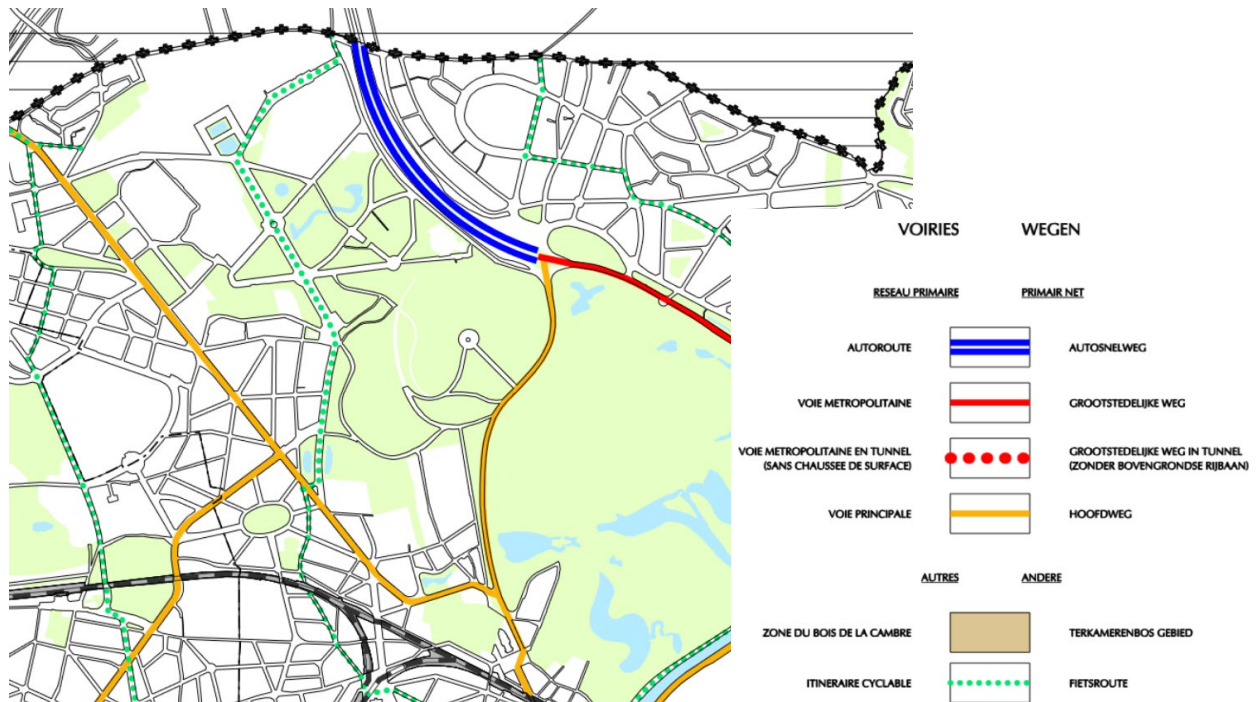 VOIRIES WEGEN
RESEAU PRIMAIRE PRIMAIR NET
AUTOROUTE AUTOSNELWEG
VOIE METROPOLITAINE GROOTSTEDELIJKE WEG
VOIE METROPOLITAINE EN TUNNEL GROOTSTEDELIJKE WEG IN TUNNEL
(SANS CHAUSSEE DE SURFACE) (ZONDER BOVENGRONDSE RIJBAAN)
VOIE PRINCIPALE HOOFDWEG
AUTRES ANDERE
ZONE DU BOIS DE LA CAMBRE TERKAMERENBOS GEBIED
ITINERAIRE CYCLABLE FIETSROUTE